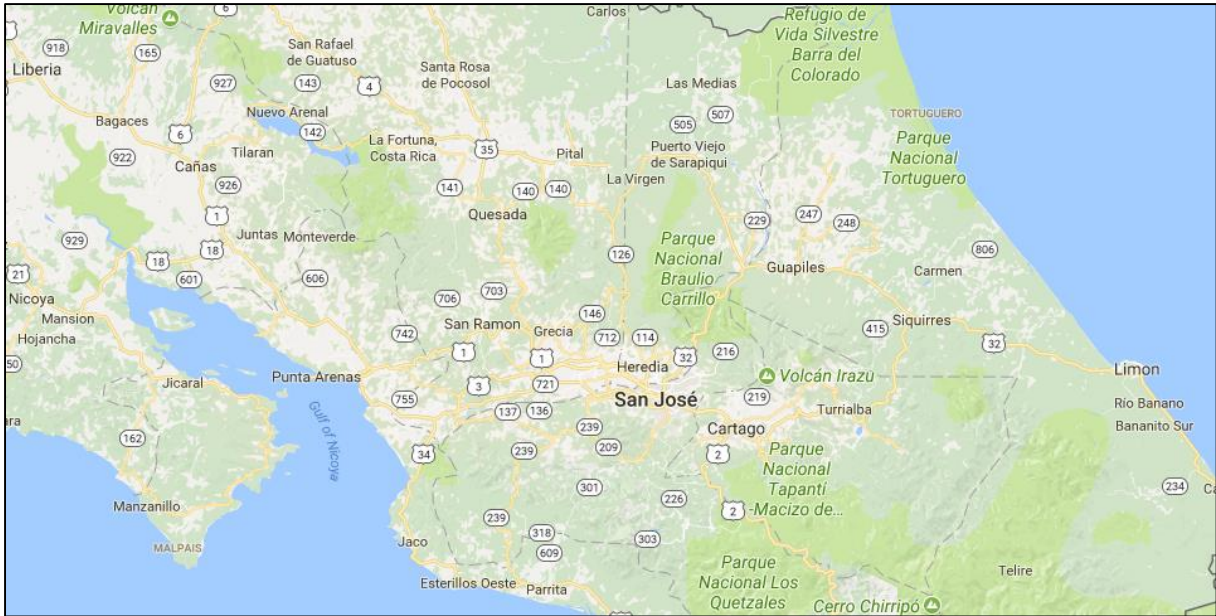 Volcán
Miravalles
6
Carlos
Refugio de
Vida Silvestre
Barra del
Colorado
918
165
San Rafael
de Guatuso
Santa Rosa
de Pocosol
Liberia
927
143
4
Las Medias
Nuevo Arenal
507
TORTUGUERO
Bagaces
6
142
505
Parque
Nacional
Tortuguero
La Fortuna,
Costa Rica
35
Pital
Puerto Viejo
de Sarapiqui
922
Cañas
Tilaran
La Virgen
926
141
140
140
1
Quesada
229
247
248
929
Juntas
Monteverde
Parque
Nacional
Braulio
Carrillo
18
18
126
806
21
601
606
Guapiles
Carmen
Nicoya
706
703
Mansion
San Ramon
146
Siquirres
Hojancha
742
Grecia
712
114
415
32
50
1
1
Heredia
32
216
Punta Arenas
Limon
Jicaral
3
721
Volcán Irazú
755
San José
219
Río Banano
137
136
Turrialba
Bananito Sur
ara
Gulf of Nicoya
162
239
Cartago
34
239
209
2
Parque
Nacional
Tapantí
-Macizo de...
301
226
234
Ca
Manzanillo
239
2
318
303
Jaco
MALPAIS
609
Parque
Nacional Los
Quetzales
Telire
Esterillos Oeste
Parrita
Cerro Chirripó